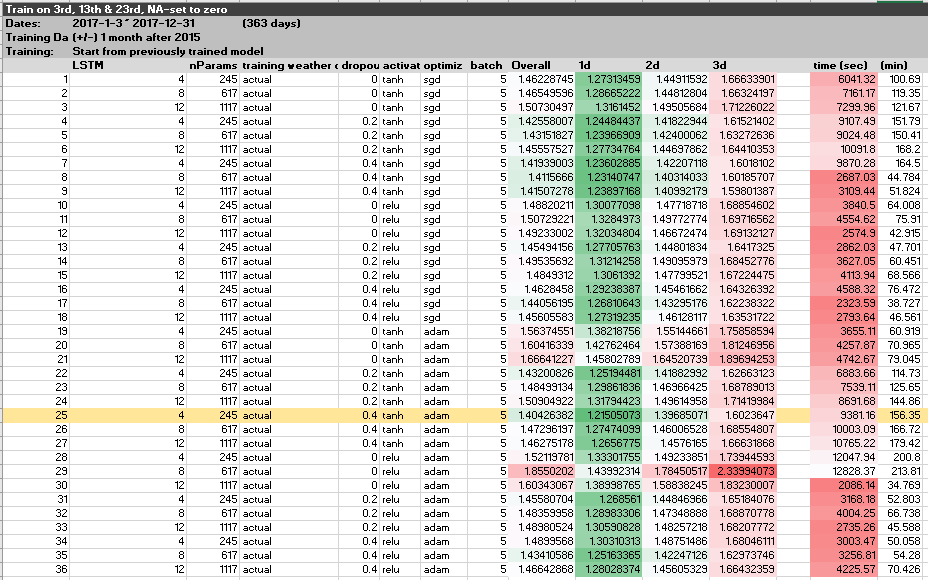 Train on 3rd, 13th & 23rd, NA-set to zero
Dates: 2017-1-3 ~ 2017-12-31 (363 days)
Training Da (+/-) 1 month after 2015
Training: Start from previously trained model
LSTM nParams training weather dropou activat optimiz batch Overall 1d 2d 3d time (sec) (min)
1 4 245 actual 0 tanh sgd 5 1.46228745 1.27313459 1.44911592 1.66633901 6041.32 100.69
2 8 617 actual 0 tanh sgd 5 1.46549596 1.28665222 1.44812804 1.66488334 7161.17 119.35
3 12 1117 actual 0 tanh sgd 5 1.50730497 1.3161452 1.49505684 1.71226022 7299.96 121.67
4 4 245 actual 0.2 tanh sgd 5 1.42558007 1.24484437 1.41822944 1.61521402 9107.49 151.79
5 8 617 actual 0.2 tanh sgd 5 1.43151827 1.23966909 1.42400062 1.63272636 9024.48 150.41
6 12 1117 actual 0.2 tanh sgd 5 1.45557527 1.27734764 1.44697862 1.64410353 10091.8 168.2
7 4 245 actual 0.4 tanh sgd 5 1.41939003 1.23602885 1.42207118 1.6018102 9870.28 164.5
8 8 617 actual 0.4 tanh sgd 5 1.4115666 1.23140747 1.40314033 1.60185707 2687.03 44.784
9 12 1117 actual 0.4 tanh sgd 5 1.41507278 1.23897168 1.40992179 1.59801387 3109.44 51.824
10 4 245 actual 0 relu sgd 5 1.48820211 1.30077098 1.47718718 1.68854602 3840.5 64.008
11 8 617 actual 0 relu sgd 5 1.50729221 1.3284973 1.49772774 1.69716562 4554.62 75.91
12 12 1117 actual 0 relu sgd 5 1.49233002 1.32034804 1.46672474 1.69132127 2574.9 42.915
13 4 245 actual 0.2 relu sgd 5 1.45494156 1.27705763 1.44801834 1.6417325 2862.03 47.701
14 8 617 actual 0.2 relu sgd 5 1.49535692 1.31214258 1.49095979 1.68452776 3627.05 60.451
15 12 1117 actual 0.2 relu sgd 5 1.4849312 1.3061392 1.47799521 1.67224475 4113.94 68.566
16 4 245 actual 0.4 relu sgd 5 1.4628458 1.29238387 1.45461662 1.64326392 4588.32 76.472
17 8 617 actual 0.4 relu sgd 5 1.44056195 1.26810643 1.43295176 1.62238322 2323.59 38.727
18 12 1117 actual 0.4 relu sgd 5 1.45605583 1.27319235 1.46128117 1.63531722 2793.64 46.561
19 4 245 actual 0 tanh adam 5 1.56374551 1.38218756 1.55144661 1.75858594 3655.11 60.919
20 8 617 actual 0 tanh adam 5 1.60416339 1.42762464 1.57388169 1.81246956 4257.87 70.965
21 12 1117 actual 0 tanh adam 5 1.66641227 1.45802789 1.64520739 1.89694253 4742.67 79.045
22 4 245 actual 0.2 tanh adam 5 1.43200826 1.25194481 1.41882992 1.62663123 6883.66 114.73
23 8 617 actual 0.2 tanh adam 5 1.48499134 1.29861836 1.46966425 1.68789013 7539.11 125.65
24 12 1117 actual 0.2 tanh adam 5 1.50904922 1.31794423 1.49614958 1.71419984 8691.68 144.86
25 4 245 actual 0.4 tanh adam 5 1.40426382 1.21505073 1.39685071 1.6023647 9381.16 156.35
26 8 617 actual 0.4 tanh adam 5 1.47296197 1.27474099 1.46006528 1.68554807 10003.09 166.72
27 12 1117 actual 0.4 tanh adam 5 1.46275178 1.2656775 1.4576165 1.66631868 10765.22 179.42
28 4 245 actual 0 relu adam 5 1.52119781 1.33301755 1.49233851 1.73944593 12047.94 200.8
29 8 617 actual 0 relu adam 5 1.8550202 1.43992314 1.78450517 2.33994073 12828.37 213.81
30 12 1117 actual 0 relu adam 5 1.60343067 1.38998765 1.58838245 1.83230007 2086.14 34.769
31 4 245 actual 0.2 relu adam 5 1.45580704 1.268561 1.44846966 1.65184076 3168.18 52.803
32 8 617 actual 0.2 relu adam 5 1.48359958 1.28983306 1.47348888 1.68870778 4004.25 66.738
33 12 1117 actual 0.2 relu adam 5 1.48980524 1.30590828 1.48257218 1.68207772 2735.26 45.588
34 4 245 actual 0.4 relu adam 5 1.4899568 1.30310313 1.48751486 1.68046111 3003.47 50.058
35 8 617 actual 0.4 relu adam 5 1.43410586 1.25163365 1.42247126 1.62973746 3256.81 54.28
36 12 1117 actual 0.4 relu adam 5 1.46642868 1.28028374 1.45605329 1.66432359 4225.57 70.426